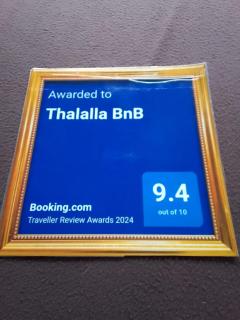 Awarded to
Thalalla BnB
9.4
out of 10
Booking.com
Traveller Review Awards 2024